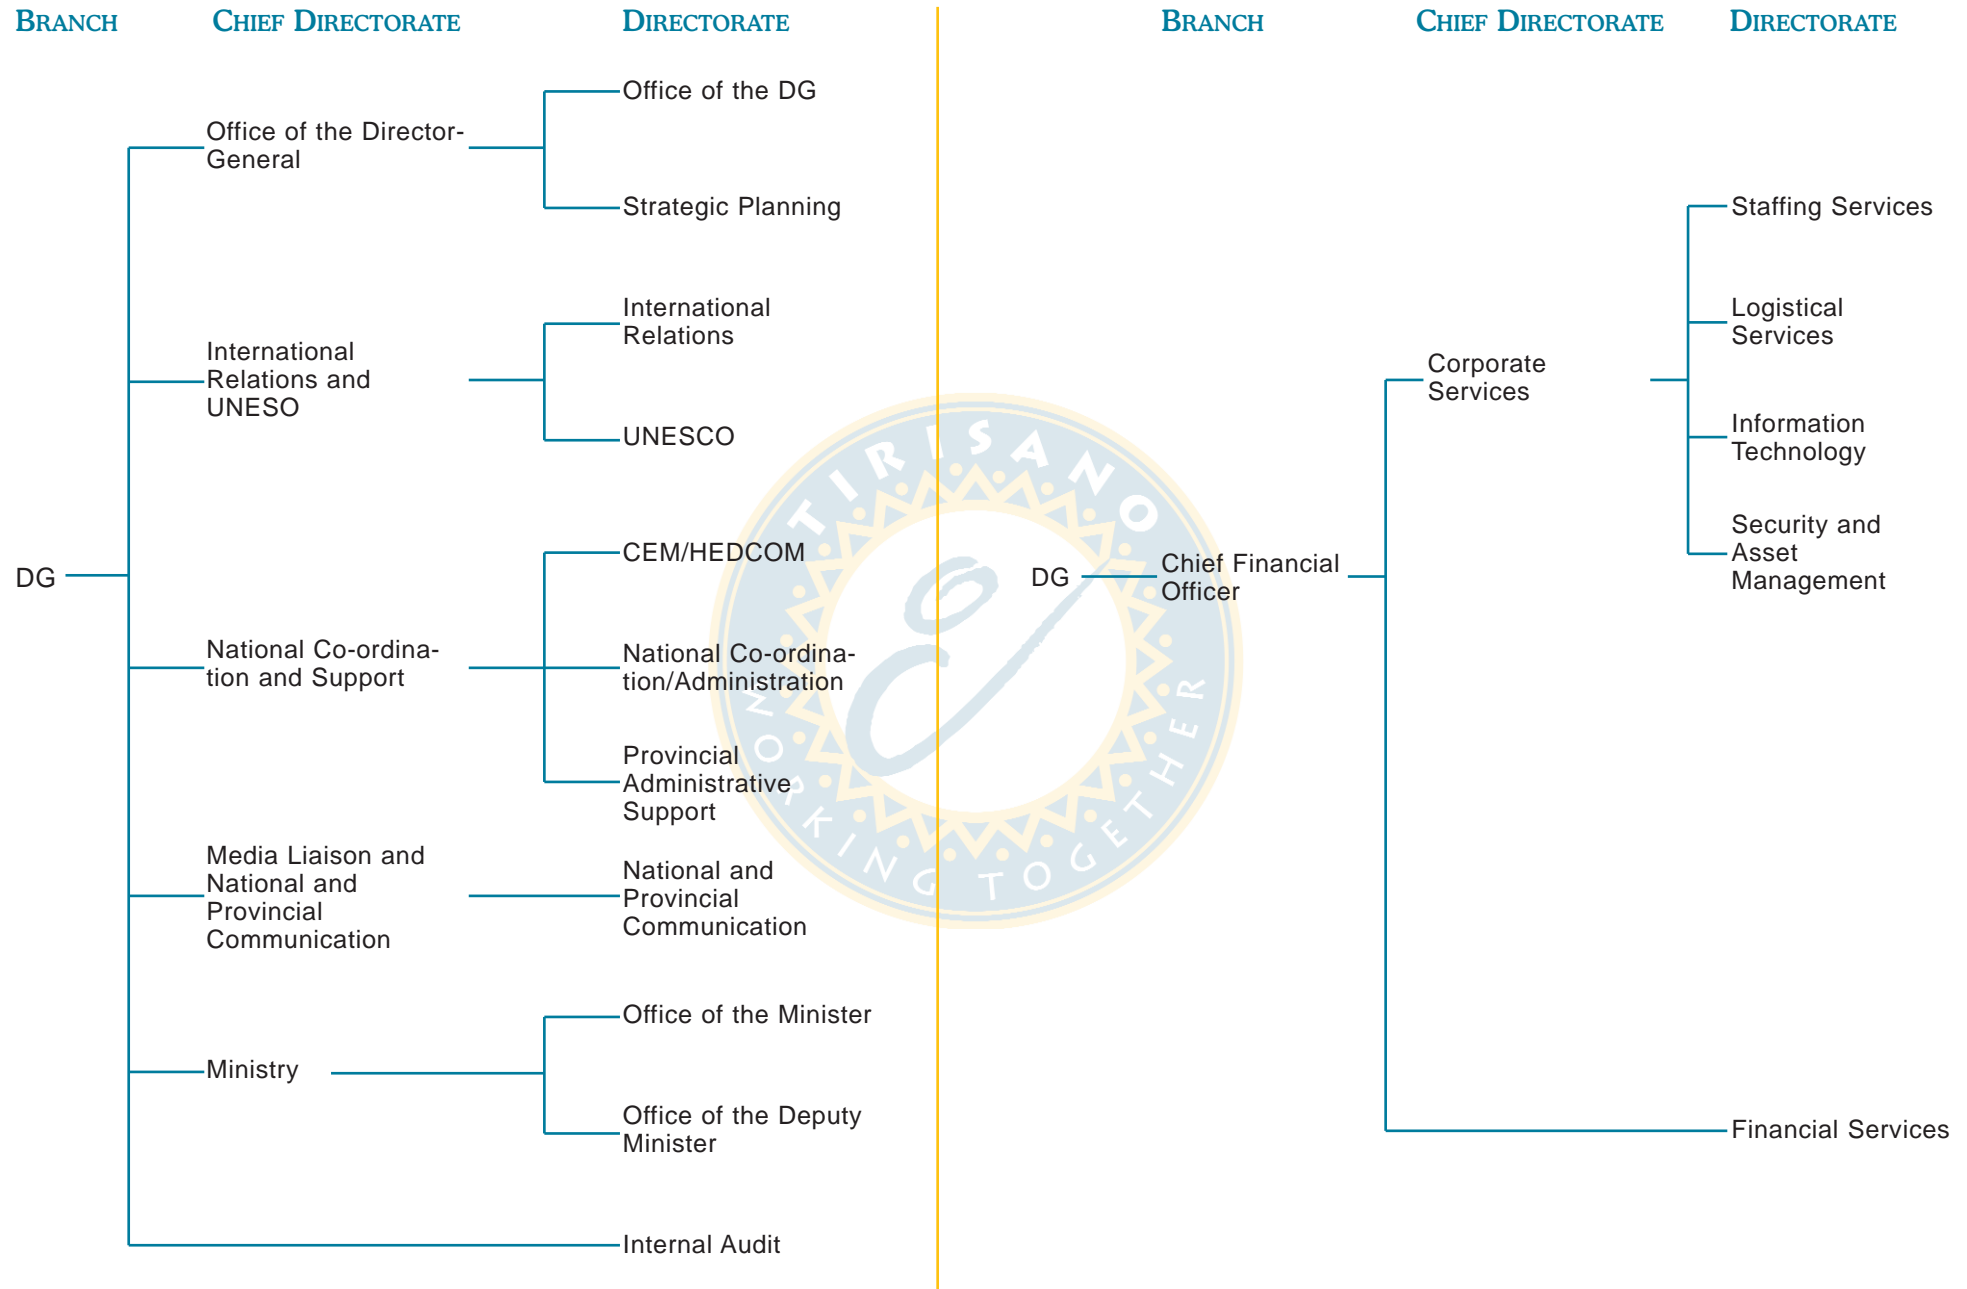 BRANCH
CHIEF DIRECTORATE
DIRECTORATE
Office of the DG
Office of the Director-
General
Strategic Planning
International
Relations
International
Relations and
UNESO
UNESCO
CEM/HEDCOM
DG
National Co-ordina-
tion and Support
National Co-ordina-
tion/Administration
Provincial
Administrative
Support
Media Liaison and
National and
Provincial
Communication
National and
Provincial
Communication
Office of the Minister
Ministry
Office of the Deputy
Minister
Internal Audit
BRANCH
CHIEF DIRECTORATE
DIRECTORATE
Staffing Services
Logistical
Services
Corporate
Services
Information
Technology
Security and
Asset
Management
DG
Chief Financial
Officer
Financial Services
TIRISANO
WORKING TOGETHER